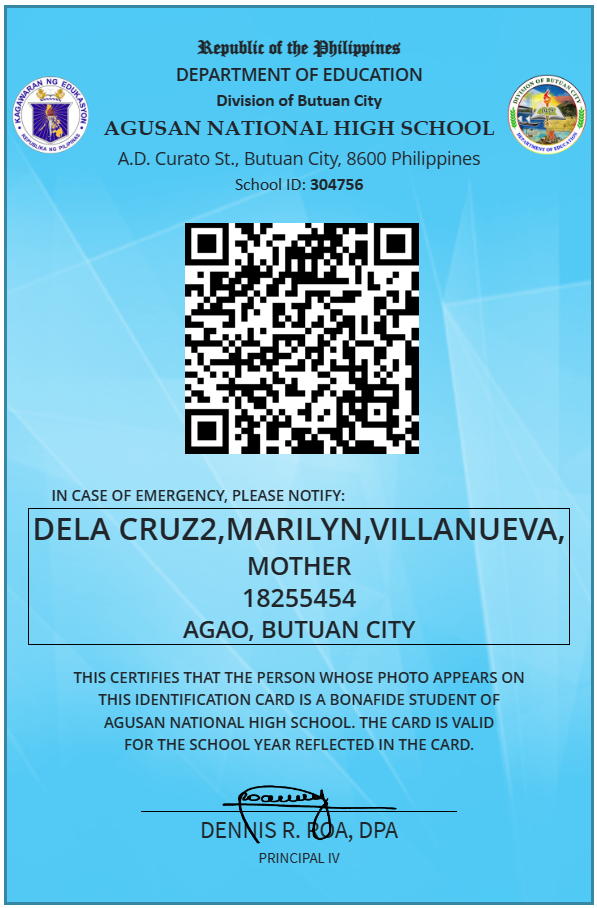 Republic of the Philippines
DEPARTMENT OF EDUCATION
Division of Butuan City
AGUSAN NATIONAL HIGH SCHOOL
A.D. Curato St., Butuan City, 8600 Philippines
School ID: 304756
KAGAWARAN NG EDUKASYON
REPUBLIKA NG PILIPINAS
DIVISION OF BUTUAN CITY
DEPARTMENT OF EDUCATION
IN CASE OF EMERGENCY, PLEASE NOTIFY:
DELA CRUZ2,MARILYN,VILLANUEVA,
MOTHER
18255454
AGAO, BUTUAN CITY
THIS CERTIFIES THAT THE PERSON WHOSE PHOTO APPEARS ON
THIS IDENTIFICATION CARD IS A BONAFIDE STUDENT OF
AGUSAN NATIONAL HIGH SCHOOL. THE CARD IS VALID
FOR THE SCHOOL YEAR REFLECTED IN THE CARD.
DENNIS R. ROA, DPA
PRINCIPAL IV